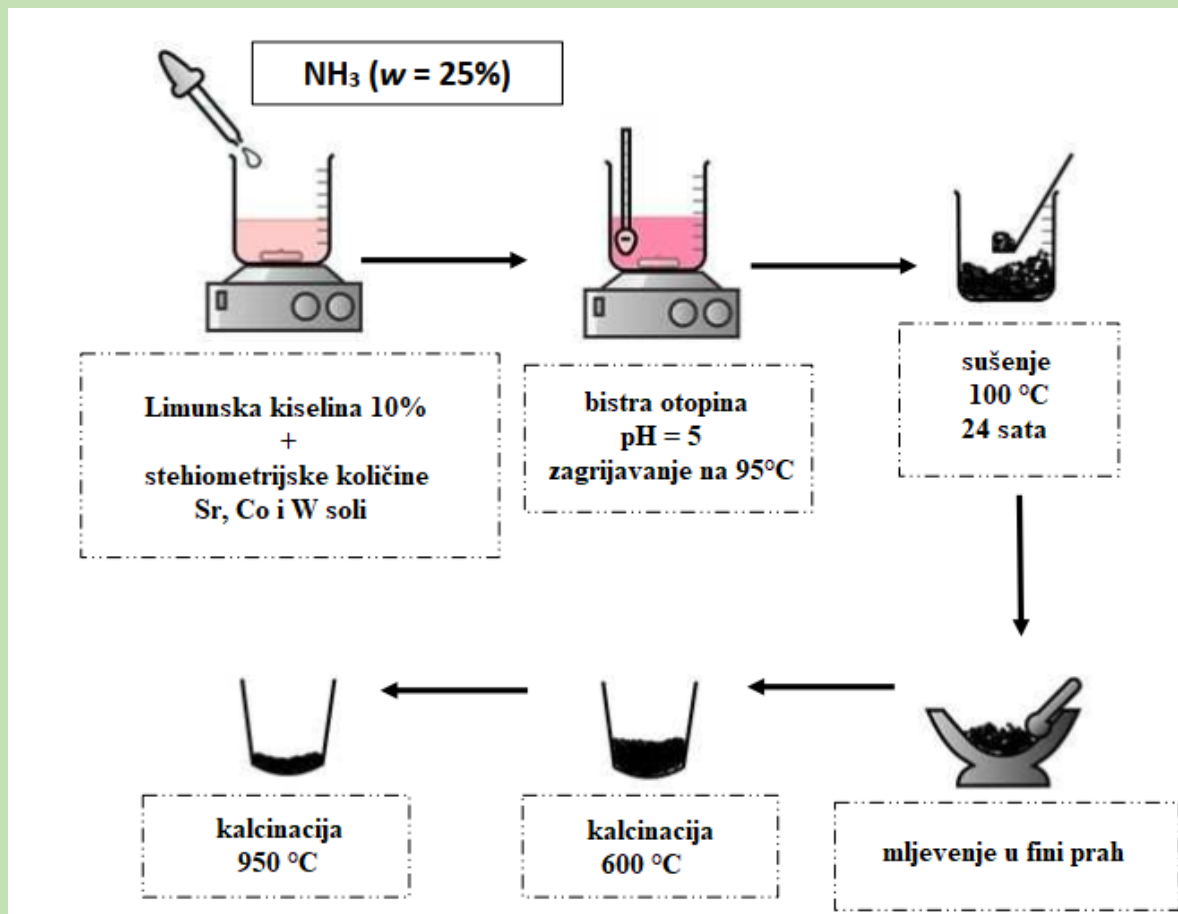 NH₃ (w = 25%)
Limunska kiselina 10%
+
stehiometrijske količine
Sr, Co i W soli
bistra otopina
pH = 5
zagrijavanje na 95°C
sušenje
100 °C
24 sata
kalcinacija
950 °C
kalcinacija
600 °C
mljevenje u fini prah